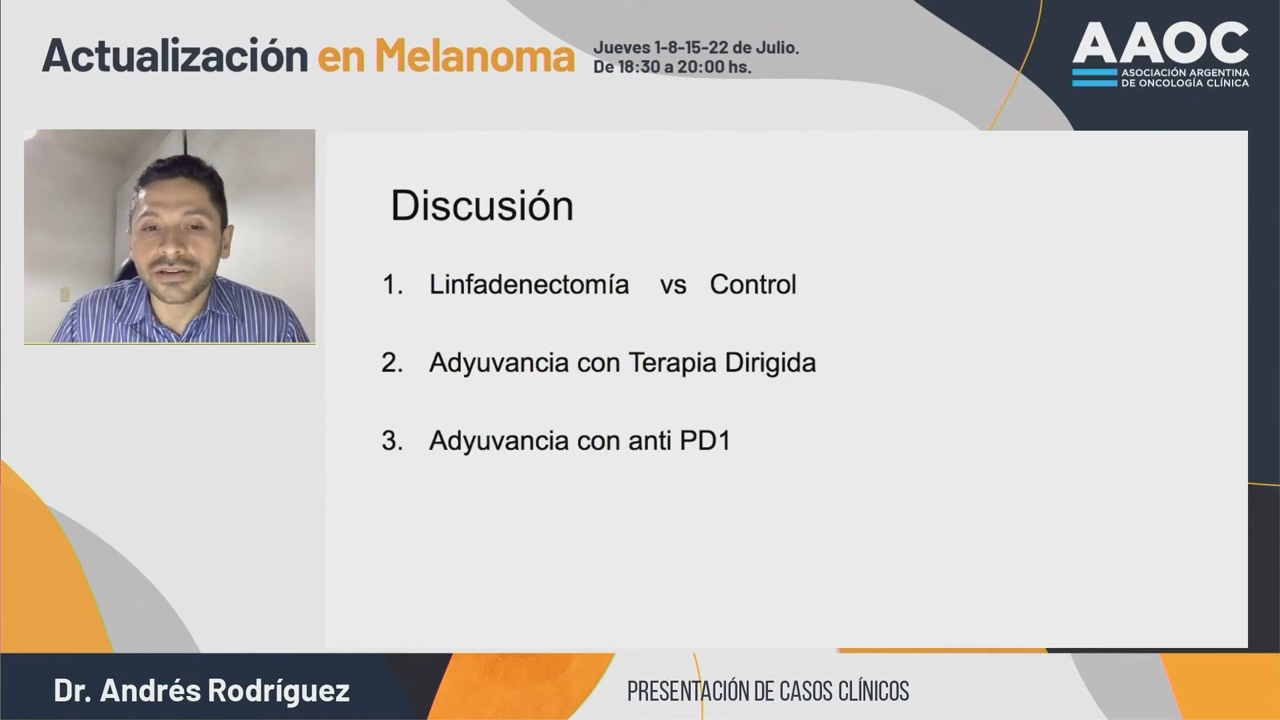 Actualización en Melanoma
Jueves 1-8-15-22 de Julio.
De 18:30 a 20:00 hs.
AAOC
ASOCIACIÓN ARGENTINA
DE ONCOLOGÍA CLÍNICA
Discusión
1. Linfadenectomía vs Control
2. Adyuvancia con Terapia Dirigida
3. Adyuvancia con anti PD1
Dr. Andrés Rodríguez
PRESENTACIÓN DE CASOS CLÍNICOS